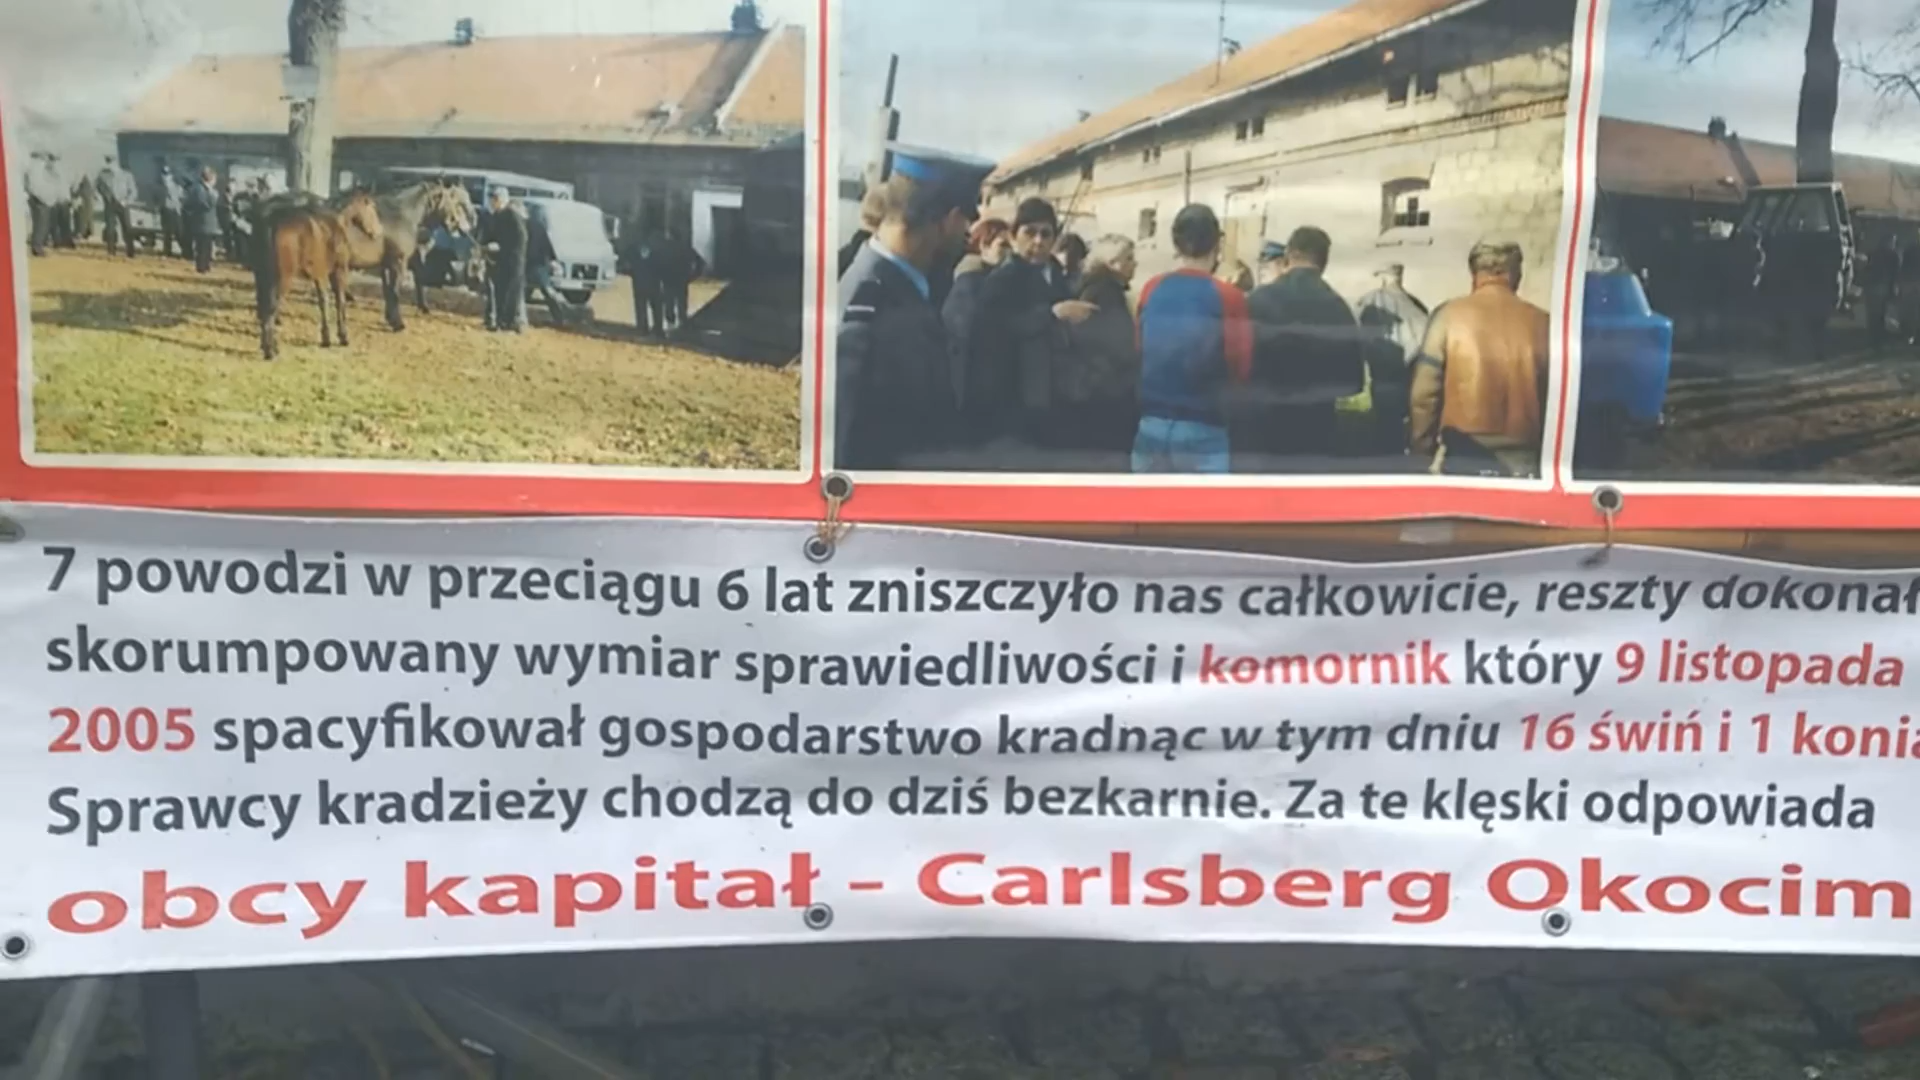 7 powodzi w przeciągu 6 lat zniszczyło nas całkowicie, reszty dokonał
skorumpowany wymiar sprawiedliwości i komornik który 9 listopada
2005 spacyfikował gospodarstwo kradnąc w tym dniu 16 świń i 1 konia
Sprawcy kradzieży chodzą do dziś bezkarnie. Za te klęski odpowiada
obcy kapitał - Carlsberg Okocim